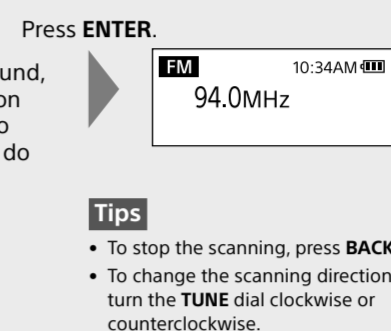 Press ENTER.
und,
on
o
do
FM 10:34AM
94.0MHz
Tips
• To stop the scanning, press BACK
• To change the scanning direction
turn the TUNE dial clockwise or
counterclockwise.